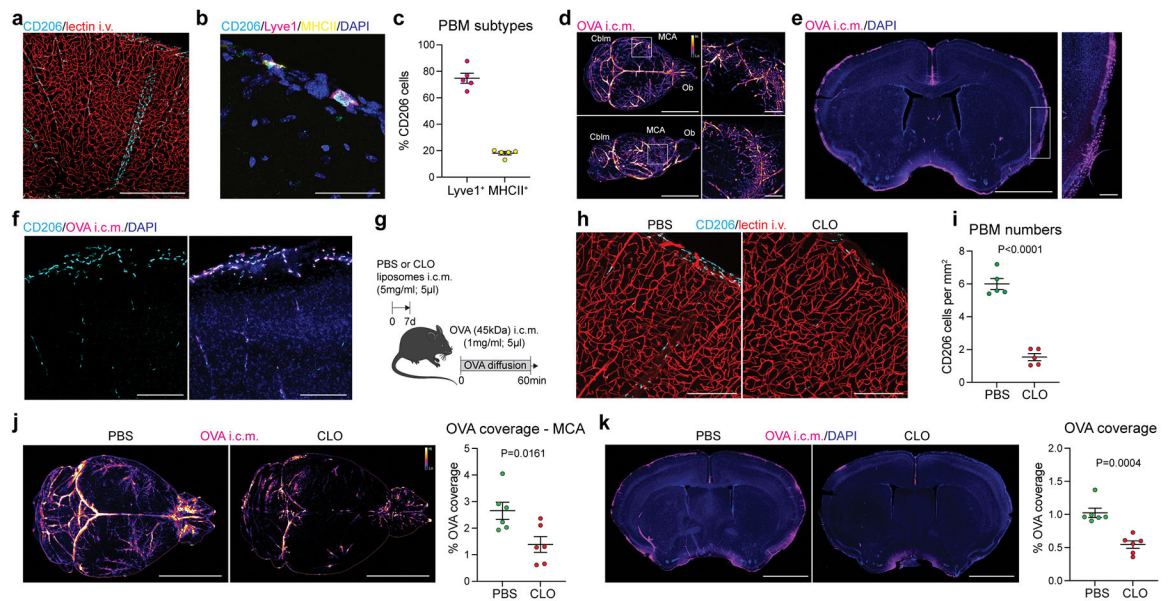 a
CD206/lectin i.v.
b
CD206/Lyve1/MHCII/DAPI
c
PBM subtypes
% CD206 cells
100
80
60
40
20
0
Lyve1⁺ MHCII⁺
d
OVA i.c.m.
Cblm
MCA
Ob
Cblm
MCA
Ob
e
OVA i.c.m./DAPI
f
CD206/OVA i.c.m./DAPI
g
PBS or CLO
liposomes i.c.m.
(5mg/ml; 5µl)
0 7d
OVA (45kDa) i.c.m.
(1mg/ml; 5µl)
OVA diffusion
0 60min
h
PBS CD206/lectin i.v. CLO
i
PBM numbers
P<0.0001
CD206 cells per mm²
8
6
4
2
0
PBS CLO
j
PBS OVA i.c.m. CLO
OVA coverage - MCA
P=0.0161
% OVA coverage
5
4
3
2
1
0
PBS CLO
k
PBS OVA i.c.m./DAPI CLO
OVA coverage
P=0.0004
% OVA coverage
2.0
1.5
1.0
0.5
0
PBS CLO